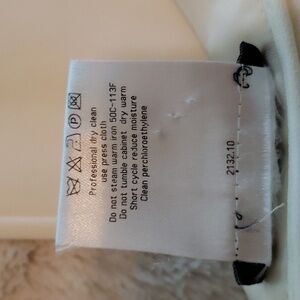 Professional dry clean
use press cloth
Do not steam warm iron 50C-113F
Do not tumble cabinet dry warm
Short cycle reduce moisture
Clean perchluroethylene
2132.10